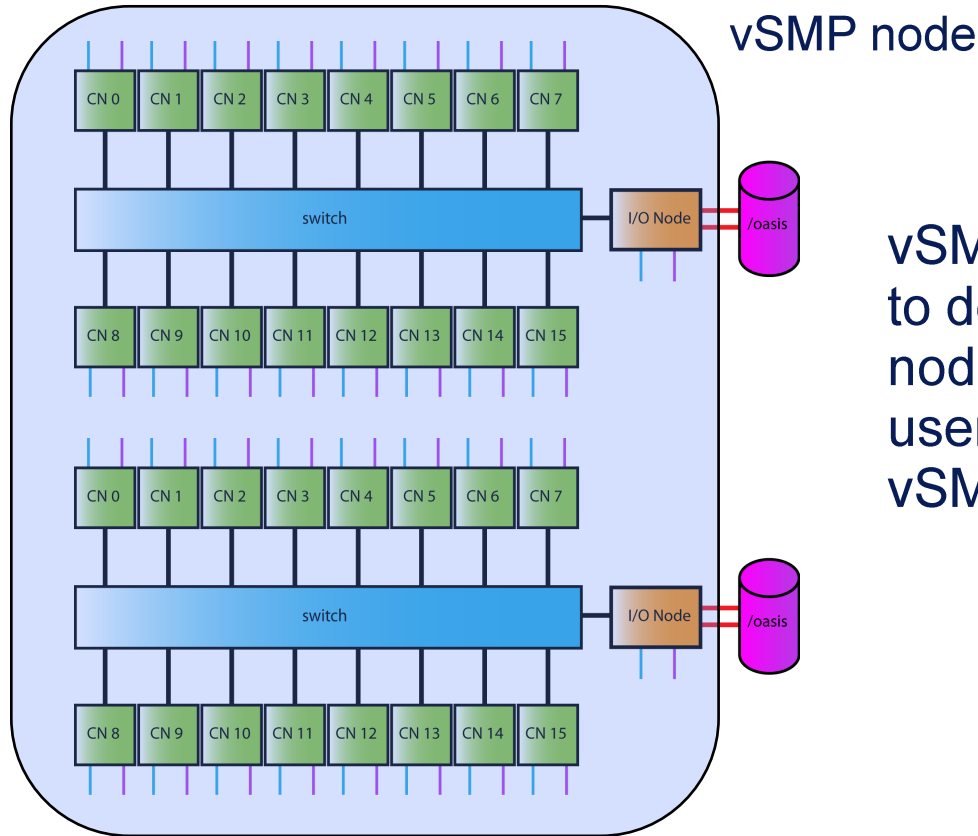 vSMP node
CN 0 CN 1 CN 2 CN 3 CN 4 CN 5 CN 6 CN 7
switch I/O Node /oasis
CN 8 CN 9 CN 10 CN 11 CN 12 CN 13 CN 14 CN 15
vSM
to de
nod
user
vSM
CN 0 CN 1 CN 2 CN 3 CN 4 CN 5 CN 6 CN 7
switch I/O Node /oasis
CN 8 CN 9 CN 10 CN 11 CN 12 CN 13 CN 14 CN 15